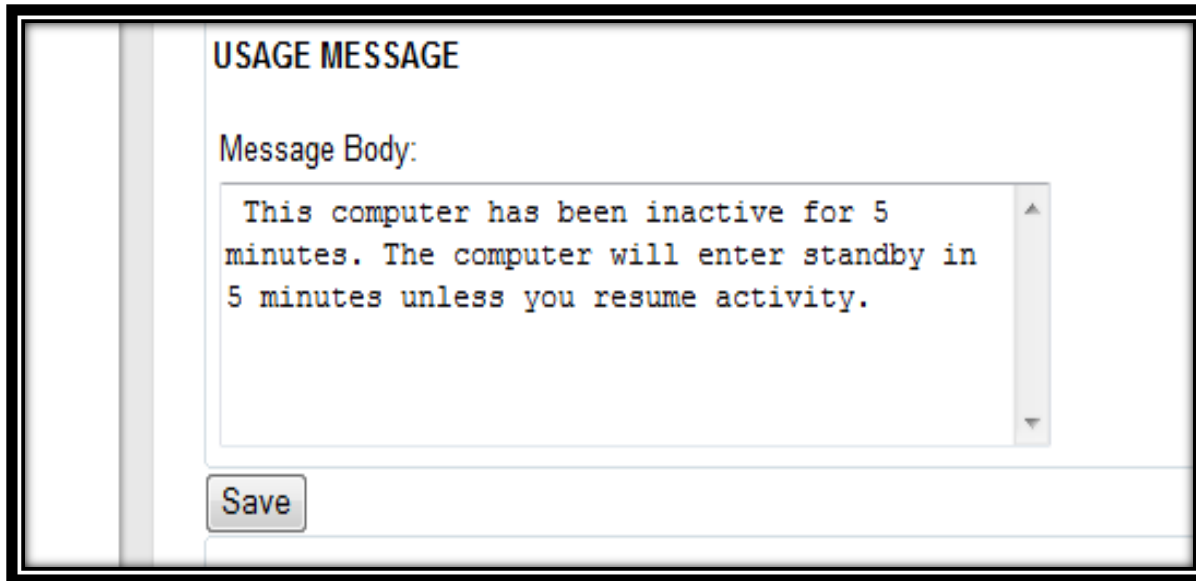 USAGE MESSAGE
Message Body:
This computer has been inactive for 5
minutes. The computer will enter standby in
5 minutes unless you resume activity.
Save